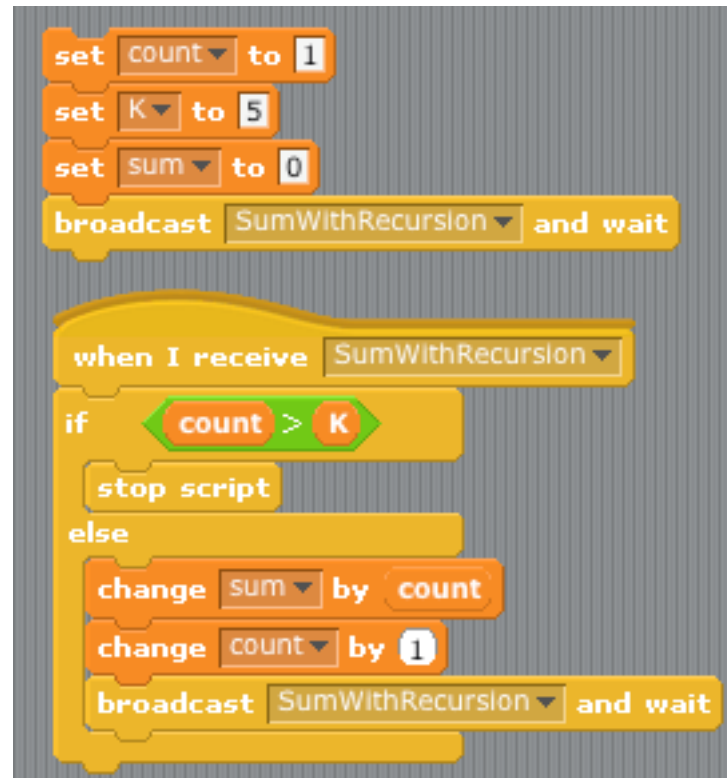 set count to 1
set K to 5
set sum to 0
broadcast SumWithRecursion and wait
when I receive SumWithRecursion
if count > K
stop script
else
change sum by count
change count by 1
broadcast SumWithRecursion and wait